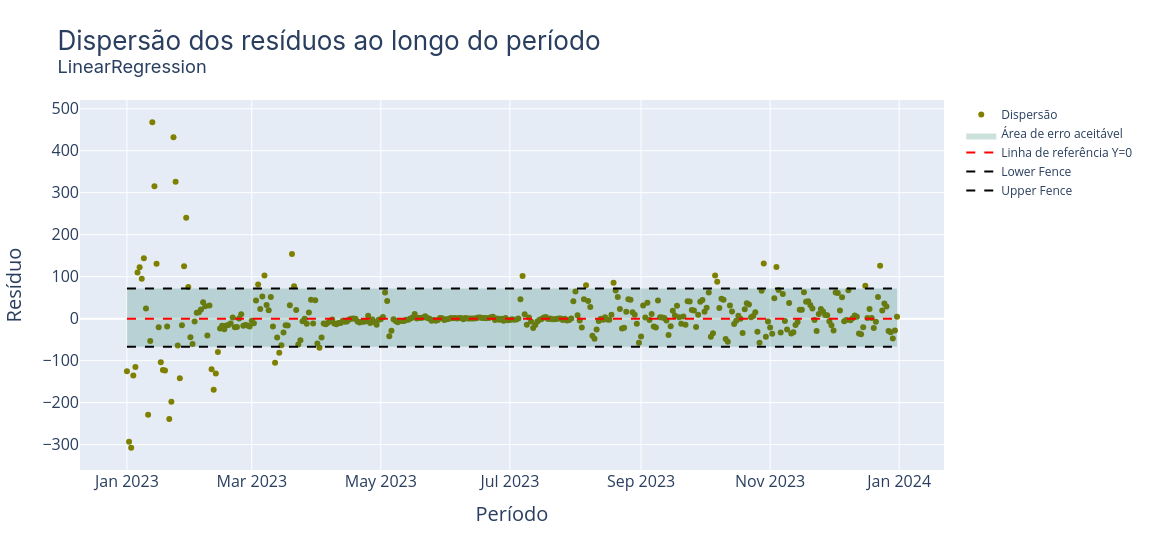 Dispersão dos resíduos ao longo do período
LinearRegression
Resíduo
500
400
300
200
100
0
−100
−200
−300
Jan 2023
Mar 2023
May 2023
Jul 2023
Sep 2023
Nov 2023
Jan 2024
Período
Dispersão
Área de erro aceitável
Linha de referência Y=0
Lower Fence
Upper Fence